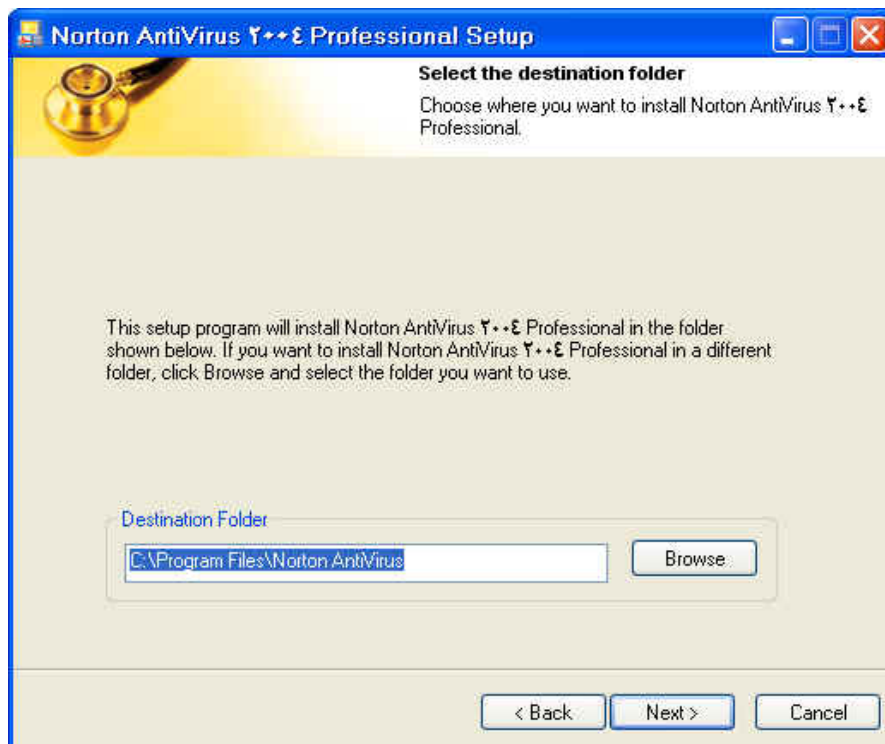 Norton AntiVirus ٢٠٠٤ Professional Setup
Select the destination folder
Choose where you want to install Norton AntiVirus ٢٠٠٤
Professional.
This setup program will install Norton AntiVirus ٢٠٠٤ Professional in the folder
shown below. If you want to install Norton AntiVirus ٢٠٠٤ Professional in a different
folder, click Browse and select the folder you want to use.
Destination Folder
C:\Program Files\Norton AntiVirus
Browse
< Back
Next >
Cancel